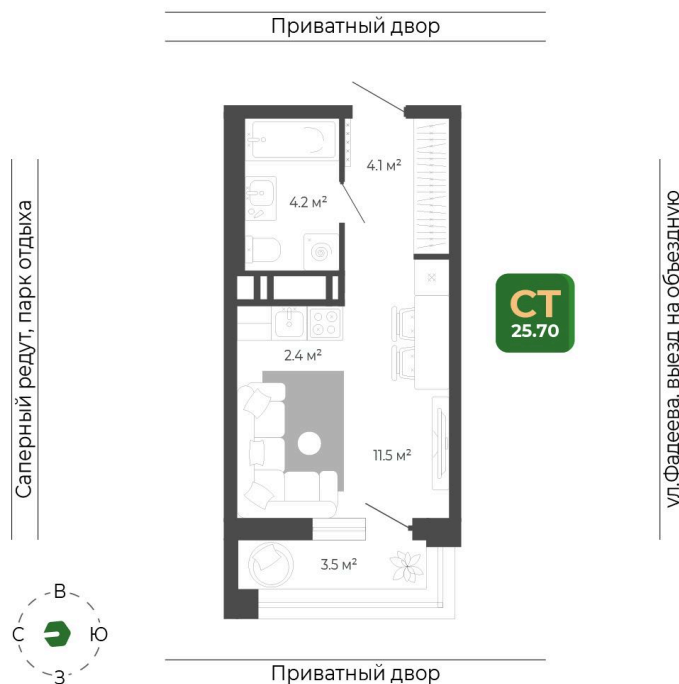 Приватный двор
4.1 м²
4.2 м²
Саперный редут, парк отдыха
ул.Фадеева, выезд на объездную
СТ
25.70
2.4 м²
11.5 м²
3.5 м²
В
С
Ю
З
Приватный двор